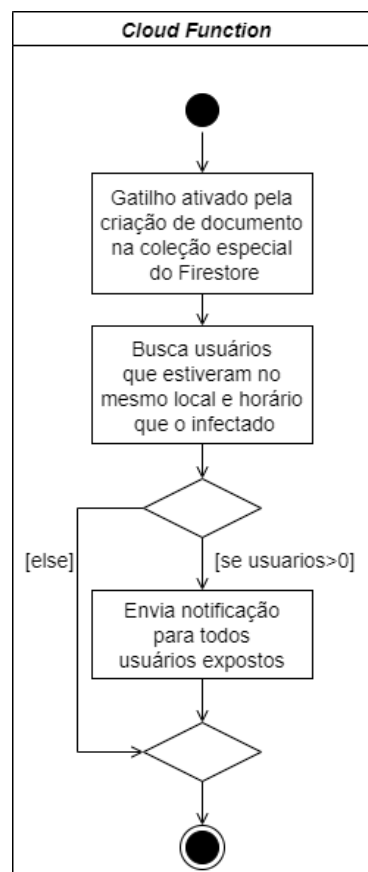 Cloud Function
Gatilho ativado pela
criação de documento
na coleção especial
do Firestore
Busca usuários
que estiveram no
mesmo local e horário
que o infectado
[else]
[se usuarios>0]
Envia notificação
para todos
usuários expostos